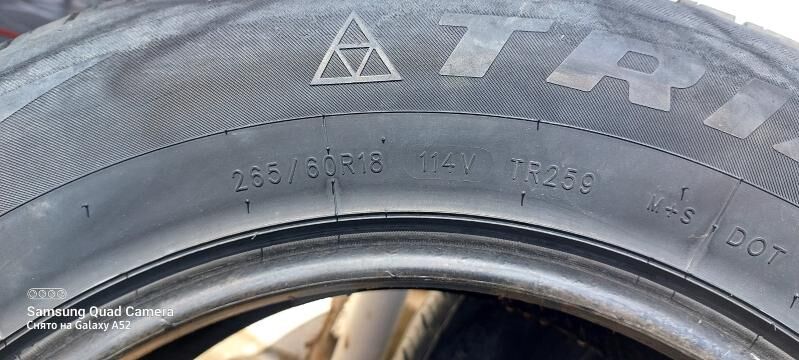 TRI
265/60R18 114V TR259 M+S DOT
Samsung Quad Camera
Снято на Galaxy A52